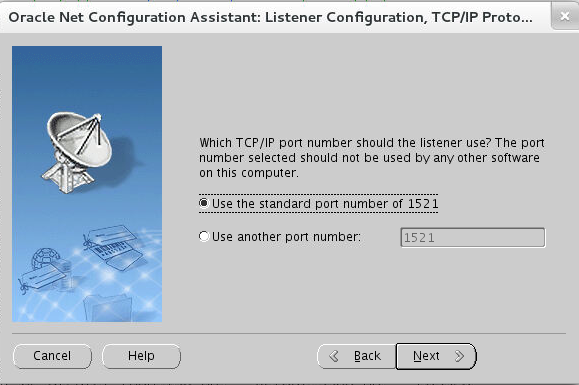 Oracle Net Configuration Assistant: Listener Configuration, TCP/IP Proto...
Which TCP/IP port number should the listener use? The port
number selected should not be used by any other software
on this computer.
Use the standard port number of 1521
Use another port number:
1521
Cancel
Help
Back
Next